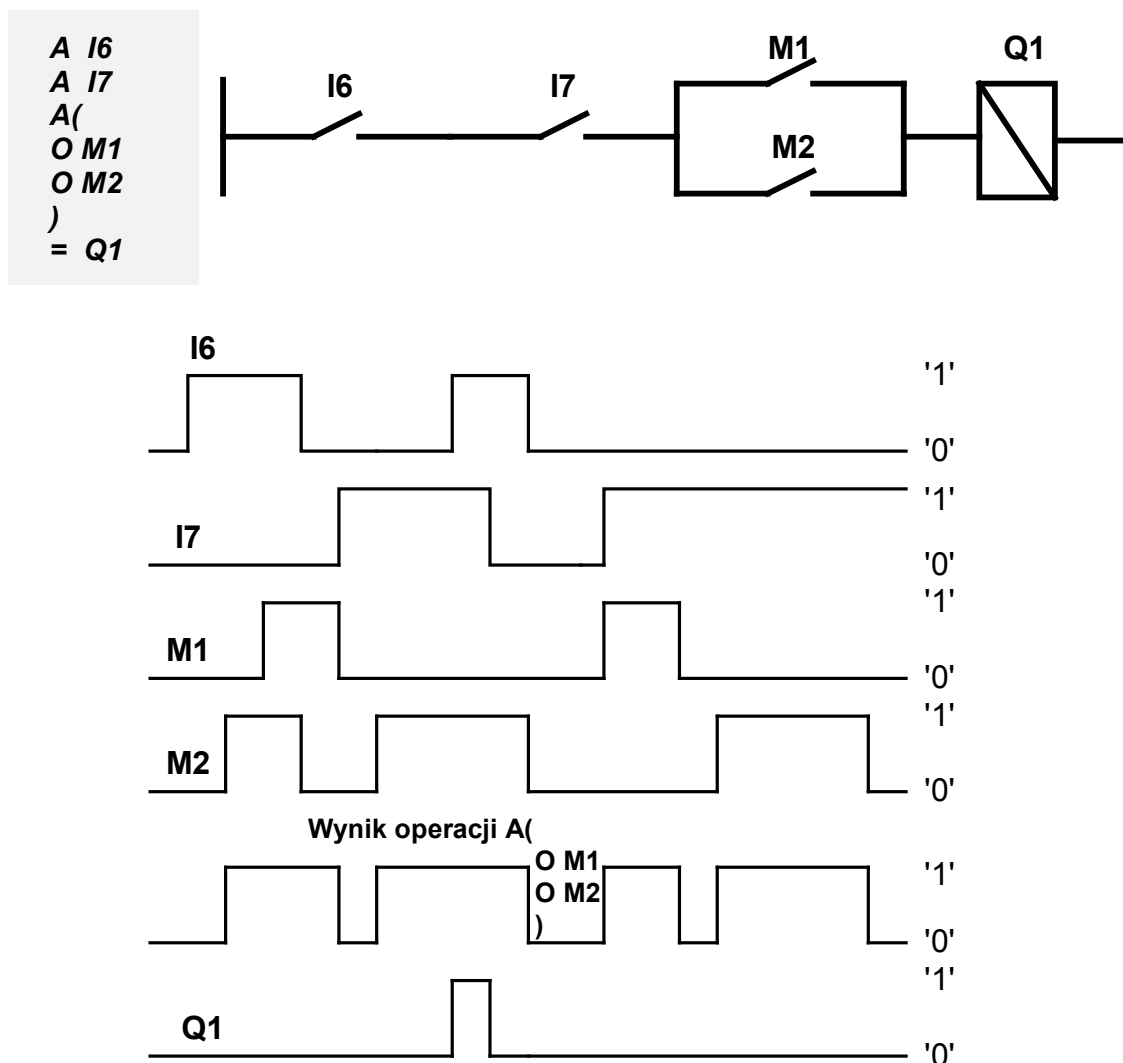 A I6
A I7
A(
O M1
O M2
)
= Q1
I6
I7
M1
M2
Q1
I6
'1'
'0'
I7
'1'
'0'
M1
'1'
'0'
M2
'1'
'0'
Wynik operacji A(
O M1
O M2
)
'1'
'0'
Q1
'1'
'0'